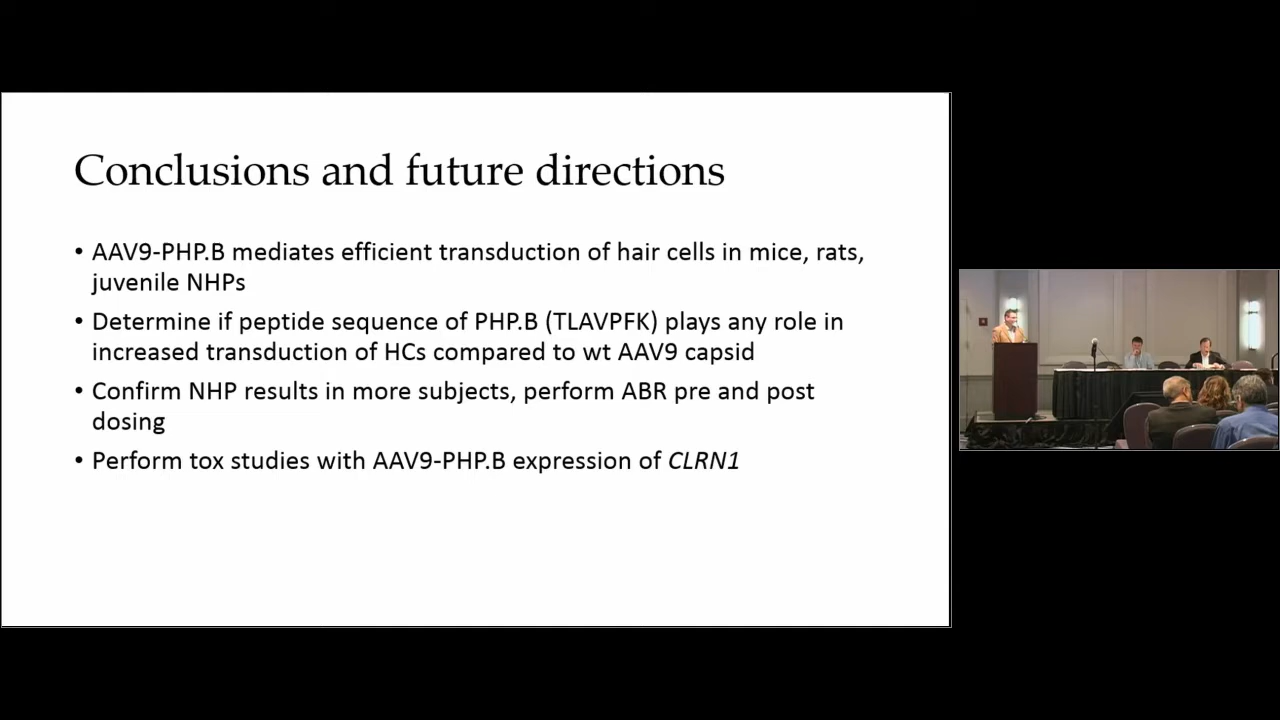 Conclusions and future directions
• AAV9-PHP.B mediates efficient transduction of hair cells in mice, rats,
juvenile NHPs
• Determine if peptide sequence of PHP.B (TLAVPFK) plays any role in
increased transduction of HCs compared to wt AAV9 capsid
• Confirm NHP results in more subjects, perform ABR pre and post
dosing
• Perform tox studies with AAV9-PHP.B expression of CLRN1